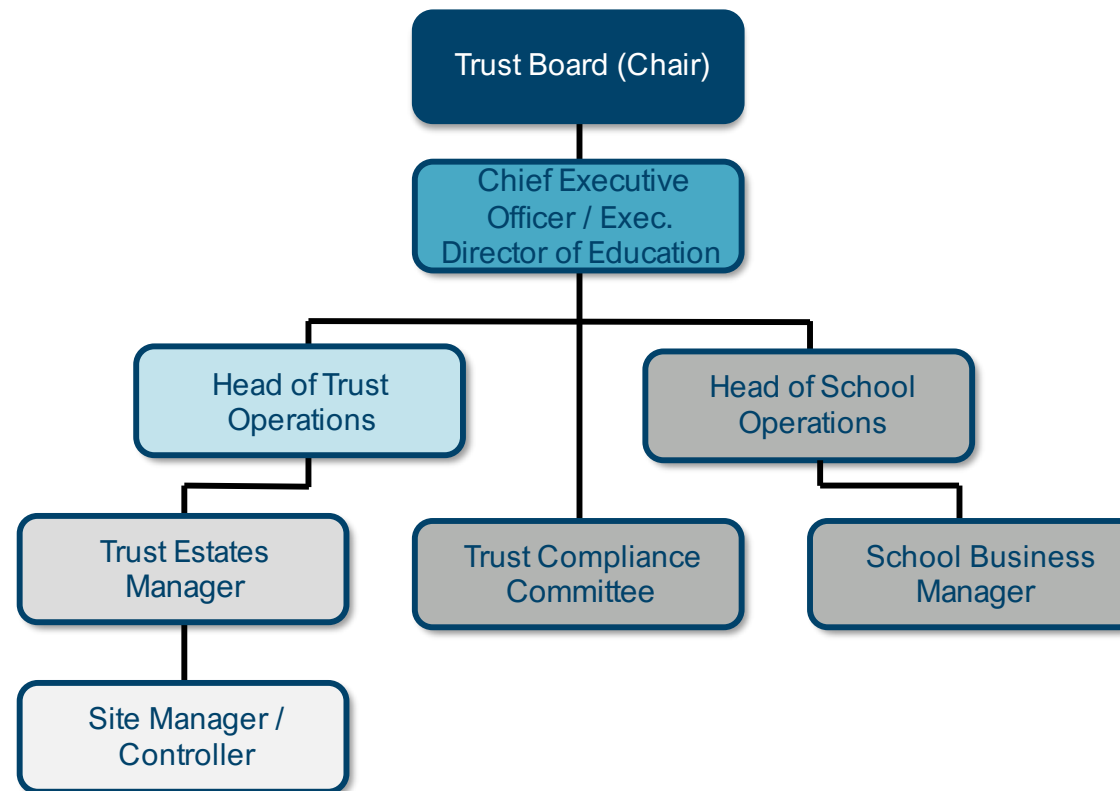 Trust Board (Chair)
Chief Executive
Officer / Exec.
Director of Education
Head of Trust
Operations
Head of School
Operations
Trust Estates
Manager
Trust Compliance
Committee
School Business
Manager
Site Manager /
Controller